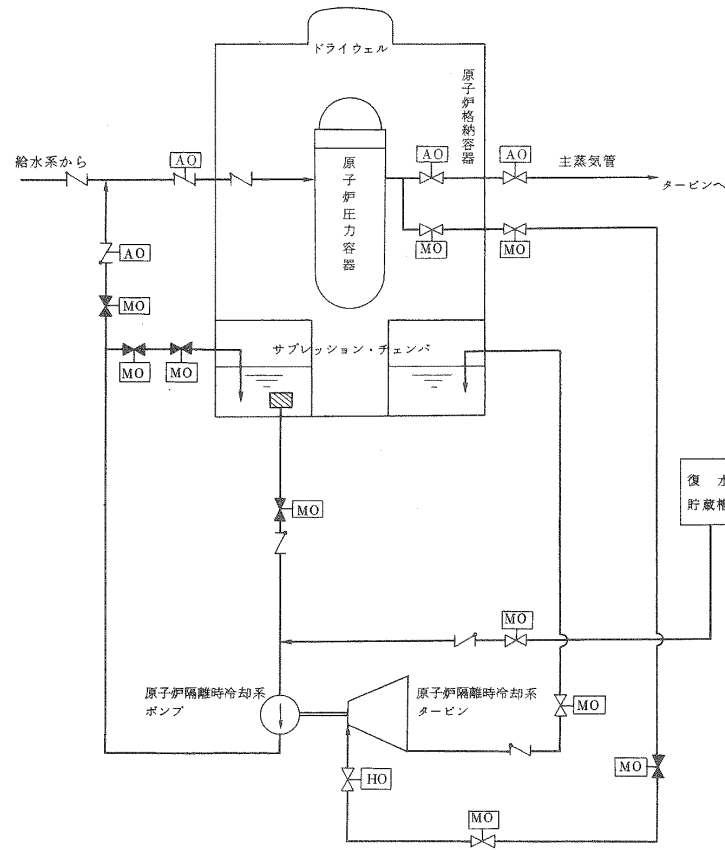 ドライウェル
原子炉格納容器
給水系から
AO
AO
AO
主蒸気管
タービンへ
原子炉圧力容器
MO
MO
AO
MO
サプレッション・チェンバ
MO
MO
復水
貯蔵槽
MO
MO
原子炉隔離時冷却系
ポンプ
原子炉隔離時冷却系
タービン
MO
MO
HO
MO